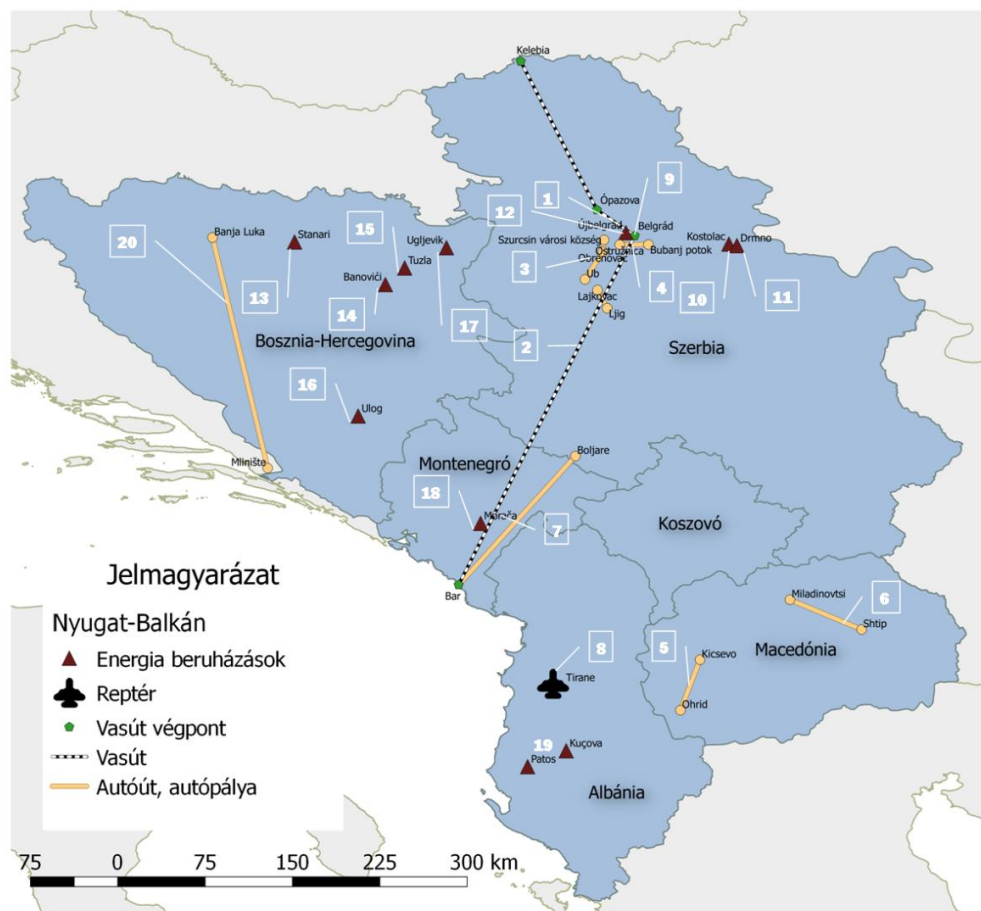 Kelebia
9
1
Ópazova
12
Újbelgrád
Belgrád
20
15
Banja Luka
Stanari
Ugljevik
Szurcsin városi község
Kostolac
Drmno
Ostružnica
Bubanj potok
Obrenovac
3
Tuzla
Ub
Banovići
4
13
Lajkovac
10
11
14
Ljig
17
2
Bosznia-Hercegovina
Szerbia
16
Ulog
Boljare
Mlinište
Montenegró
18
Morača
7
Koszovó
Jelmagyarázat
Bar
Miladinovtsi
6
Nyugat-Balkán
Shtip
8
5
Kicsevo
Macedónia
Energia beruházások
Tirane
Reptér
Ohrid
Vasút végpont
19
Kuçova
Vasút
Patos
Autóút, autópálya
Albánia
75 0 75 150 225 300 km